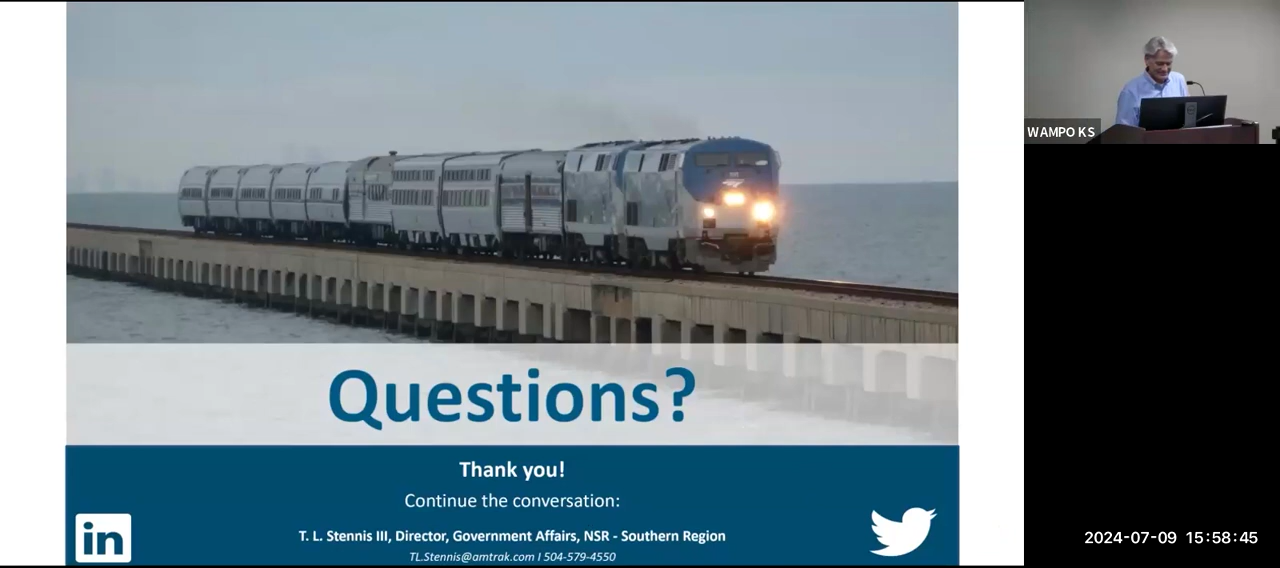 Questions?
Thank you!
Continue the conversation:
T. L. Stennis III, Director, Government Affairs, NSR - Southern Region
TL.Stennis@amtrak.com I 504-579-4550
in
WAMPO KS
2024-07-09 15:58:45